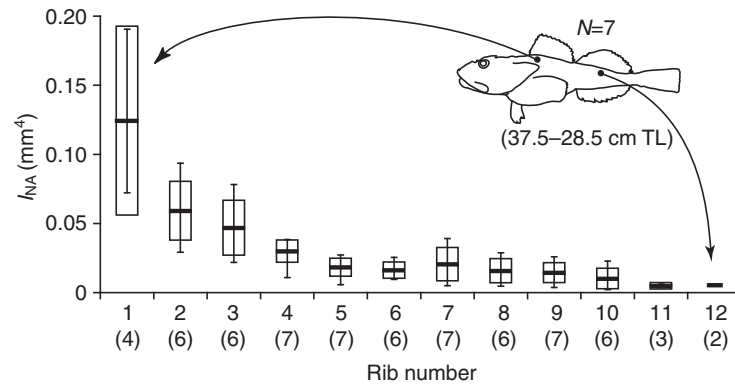 0.20
0.15
0.10
0.05
0
I_NA (mm⁴)
N=7
(37.5–28.5 cm TL)
1 2 3 4 5 6 7 8 9 10 11 12
(4) (6) (6) (7) (7) (6) (7) (6) (7) (6) (3) (2)
Rib number